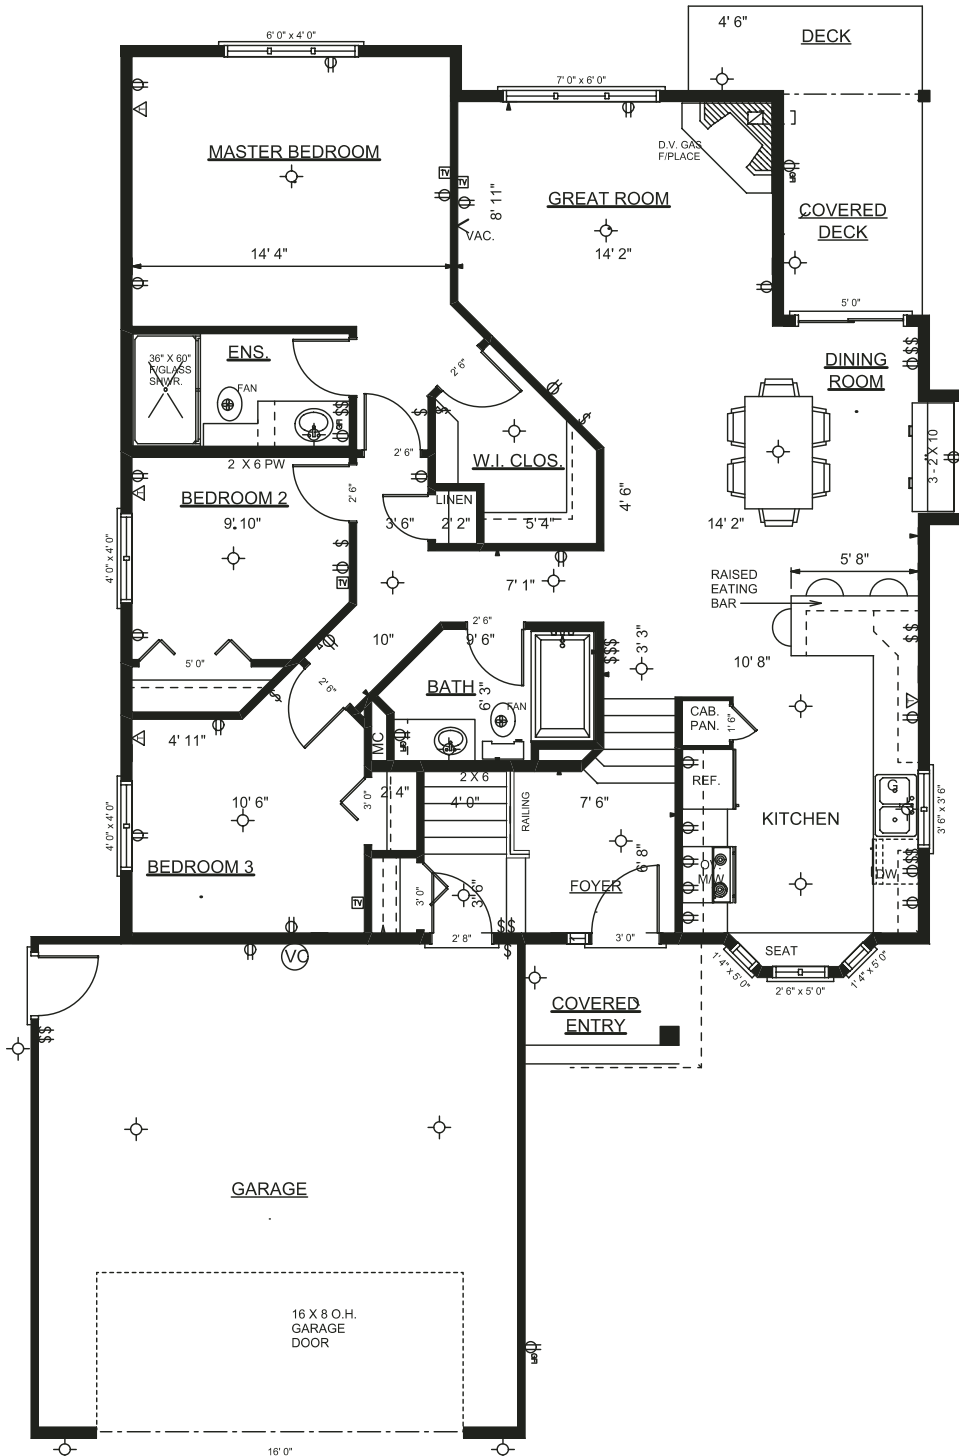 4' 6"
DECK
6' 0" x 4' 0"
7' 0" x 6' 0"
MASTER BEDROOM
D.V. GAS
F/PLACE
GFI
TV
TV
GREAT ROOM
8' 11"
COVERED
DECK
VAC.
14' 4"
14' 2"
5' 0"
ENS.
36" X 60"
F/GLASS
SHWR.
FAN
GFI
2' 6"
DINING
ROOM
$$$
$$
$
$
$
2' 6"
2 X 6 PW
W.I. CLOS.
3 - 2 X 10
BEDROOM 2
2' 6"
LINEN
9' 10"
3' 6"
2' 2"
5' 4"
4' 6"
14' 2"
4' 0" x 4' 0"
$
TV
7' 1"
5' 8"
RAISED
EATING
BAR
2' 6"
10"
9' 6"
$$$
3' 3"
$$
5' 0"
2' 6"
10' 8"
$
BATH
6' 3"
FAN
CAB.
PAN.
1' 6"
4' 11"
MC
GFI
REF.
2 X 6
G
10' 6"
3' 0"
2' 4"
4' 0"
RAILING
7' 6"
KITCHEN
3' 6" x 3' 6"
4' 0" x 4' 0"
BEDROOM 3
3' 0"
3' 6"
FOYER
6' 8"
OV.
M/W
DW
$$$
TV
2' 8"
$$
$
3' 0"
VC
SEAT
1' 4" x 5' 0"
2' 6" x 5' 0"
1' 4" x 5' 0"
COVERED
ENTRY
$$
GARAGE
16 X 8 O.H.
GARAGE
DOOR
GFI
16' 0"